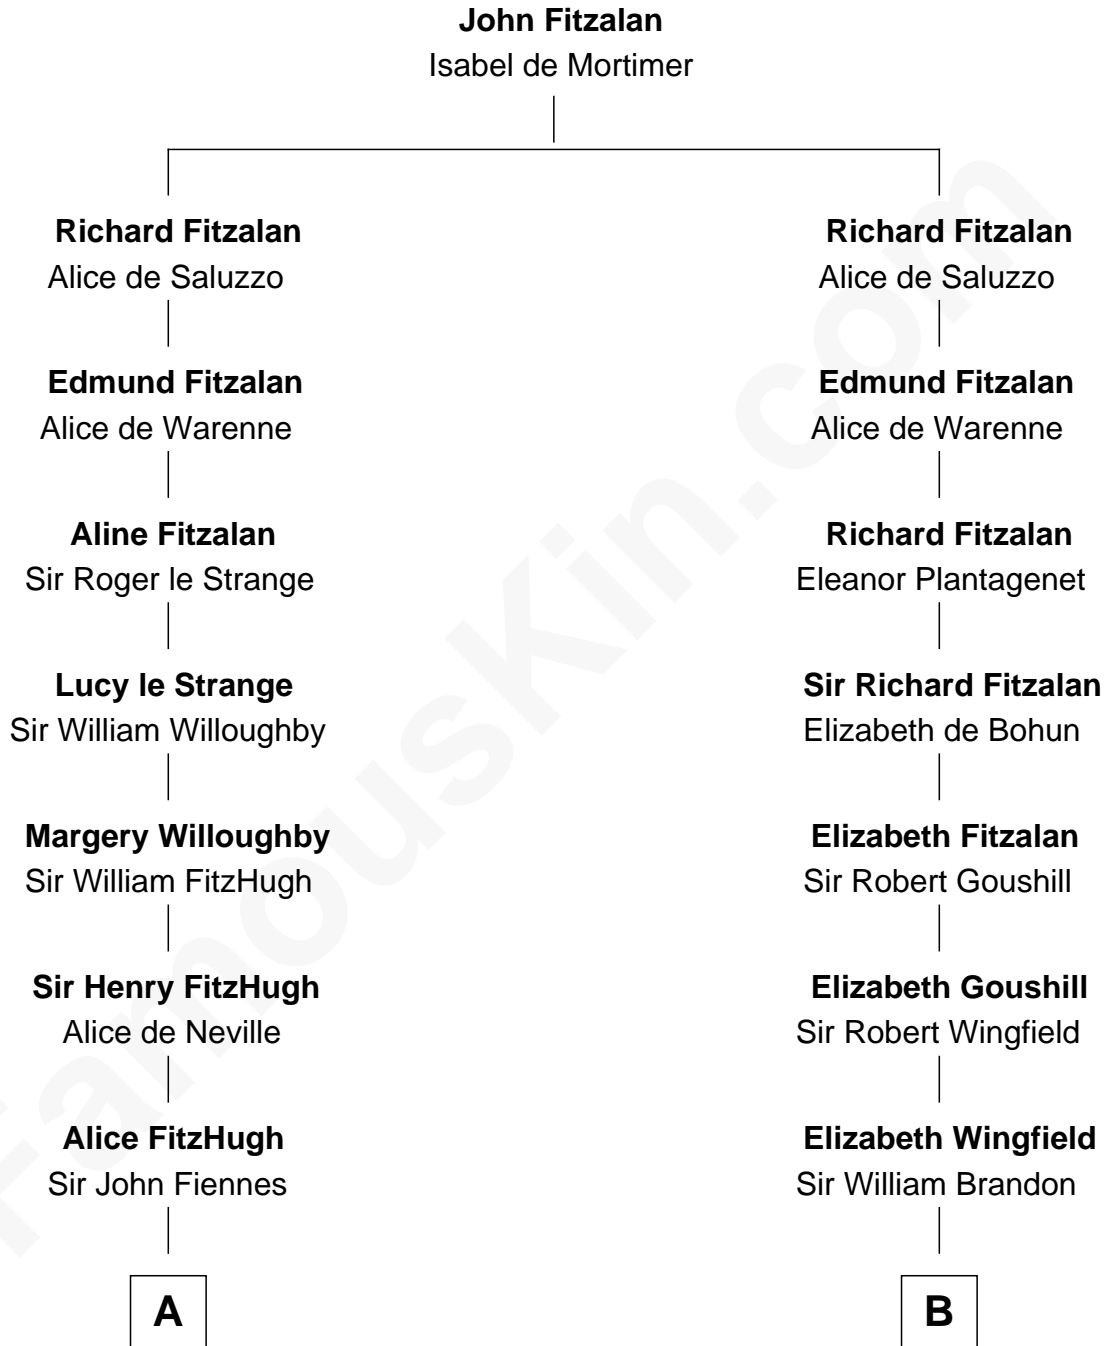 John Fitzalan
Isabel de Mortimer
Richard Fitzalan
Alice de Saluzzo
Edmund Fitzalan
Alice de Warenne
Aline Fitzalan
Sir Roger le Strange
Lucy le Strange
Sir William Willoughby
Margery Willoughby
Sir William FitzHugh
Sir Henry FitzHugh
Alice de Neville
Alice FitzHugh
Sir John Fiennes
A
Richard Fitzalan
Alice de Saluzzo
Edmund Fitzalan
Alice de Warenne
Richard Fitzalan
Eleanor Plantagenet
Sir Richard Fitzalan
Elizabeth de Bohun
Elizabeth Fitzalan
Sir Robert Goushill
Elizabeth Goushill
Sir Robert Wingfield
Elizabeth Wingfield
Sir William Brandon
B
FamousKin.com